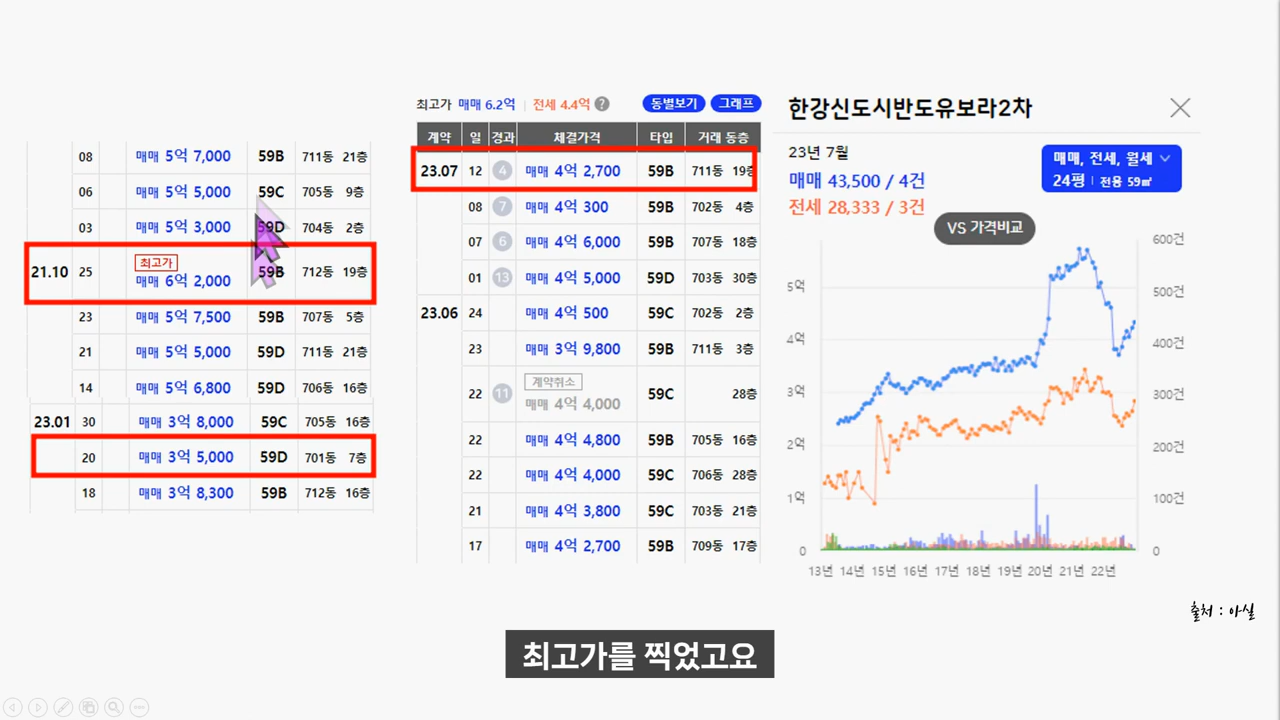 08 매매 5억 7,000 59B 711동 21층
06 매매 5억 5,000 59C 705동 9층
03 매매 5억 3,000 59D 704동 2층
최고가
21.10 25 매매 6억 2,000 59B 712동 19층
23 매매 5억 7,500 59B 707동 5층
21 매매 5억 5,000 59D 711동 21층
14 매매 5억 6,800 59D 706동 16층
23.01 30 매매 3억 8,000 59C 705동 16층
20 매매 3억 5,000 59D 701동 7층
18 매매 3억 8,300 59B 712동 16층
최고가 매매 6.2억 전세 4.4억 ? 동별보기 그래프
계약 일 경과 체결가격 타입 거래 동층
23.07 12 4 매매 4억 2,700 59B 711동 19층
08 7 매매 4억 300 59B 702동 4층
07 6 매매 4억 6,000 59B 707동 18층
01 13 매매 4억 5,000 59D 703동 30층
23.06 24 매매 4억 500 59C 702동 2층
23 매매 3억 9,800 59B 711동 3층
계약취소
22 11 매매 4억 4,000 59C 28층
22 매매 4억 4,800 59B 705동 16층
22 매매 4억 4,000 59C 706동 28층
21 매매 4억 3,800 59C 703동 21층
17 매매 4억 2,700 59B 709동 17층
한강신도시반도유보라2차
23년 7월
매매 43,500 / 4건
전세 28,333 / 3건
매매, 전세, 월세
24평 전용 59㎡
VS 가격비교
600건
5억 500건
4억 400건
3억 300건
2억 200건
1억 100건
0 0
13년 14년 15년 16년 17년 18년 19년 20년 21년 22년
출처 : 아실
최고가를 찍었고요